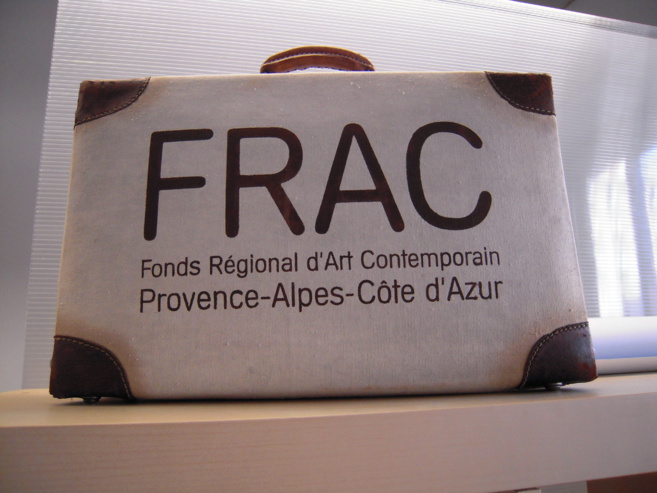 FRAC
Fonds Régional d'Art Contemporain
Provence-Alpes-Côte d'Azur